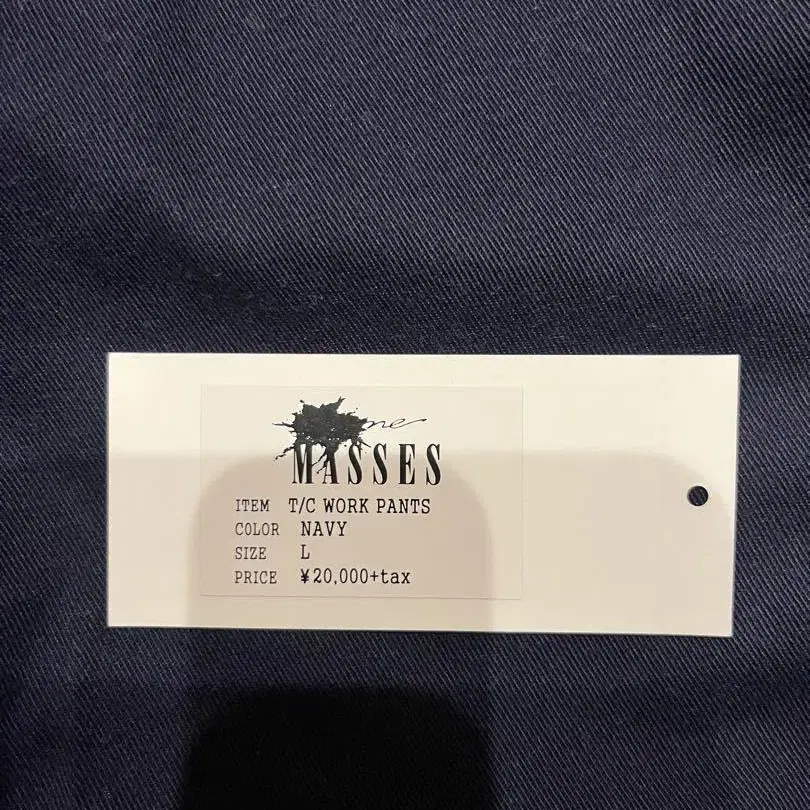 MASSES
ITEM T/C WORK PANTS
COLOR NAVY
SIZE L
PRICE ¥20,000+tax